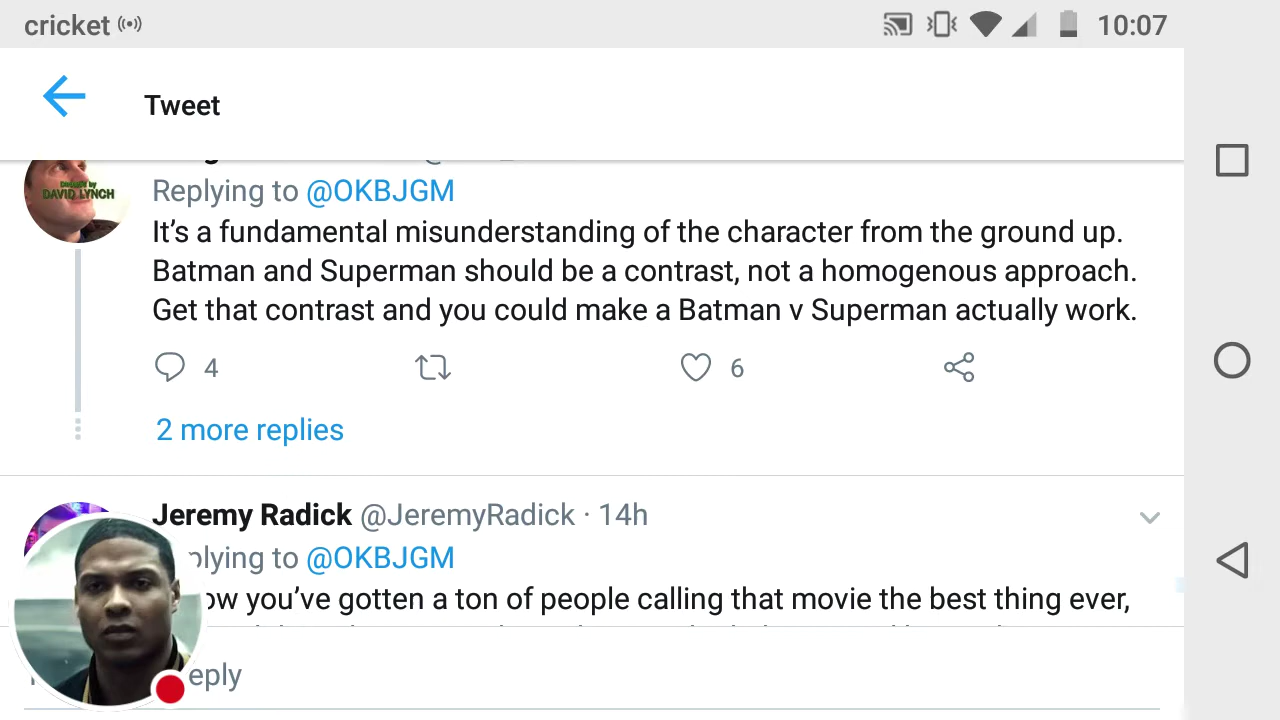 cricket
10:07
Tweet
DAVID LYNCH
Replying to @OKBJGM
It’s a fundamental misunderstanding of the character from the ground up.
Batman and Superman should be a contrast, not a homogenous approach.
Get that contrast and you could make a Batman v Superman actually work.
4
6
2 more replies
Jeremy Radick @JeremyRadick · 14h
plying to @OKBJGM
ow you’ve gotten a ton of people calling that movie the best thing ever,
eply